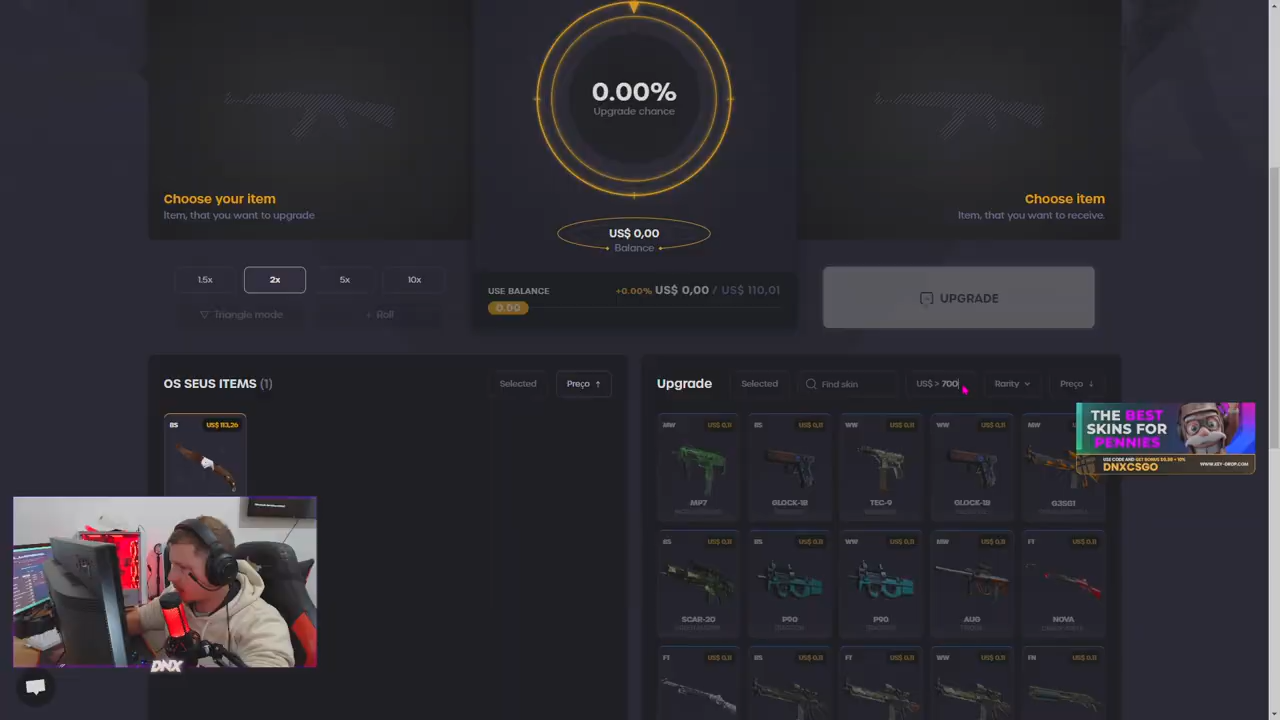 0.00%
Upgrade chance
Choose your item
Item, that you want to upgrade
Choose item
Item, that you want to receive.
US$ 0,00
Balance
1.5x
2x
5x
10x
USE BALANCE
+0.00% US$ 0,00 / US$ 110,01
0.00
UPGRADE
Triangle mode
+ Roll
OS SEUS ITEMS (1)
Selected
Preço ↑
Upgrade
Selected
Find skin
US$ > 700
Rarity
Preço ↓
BS US$ 113,26
MW US$ 0,11
BS US$ 0,11
WW US$ 0,11
WW US$ 0,11
MW
MP7
GLOCK-18
TEC-9
GLOCK-18
G3SG1
THE BEST
SKINS FOR
PENNIES
DNXCSGO
WWW.KEY-DROP.COM
BS US$ 0,11
BS US$ 0,11
WW US$ 0,11
MW US$ 0,11
FT US$ 0,11
SCAR-20
P90
P90
AUG
NOVA
FT US$ 0,11
BS US$ 0,11
FT US$ 0,11
WW US$ 0,11
FN US$ 0,11
DNX